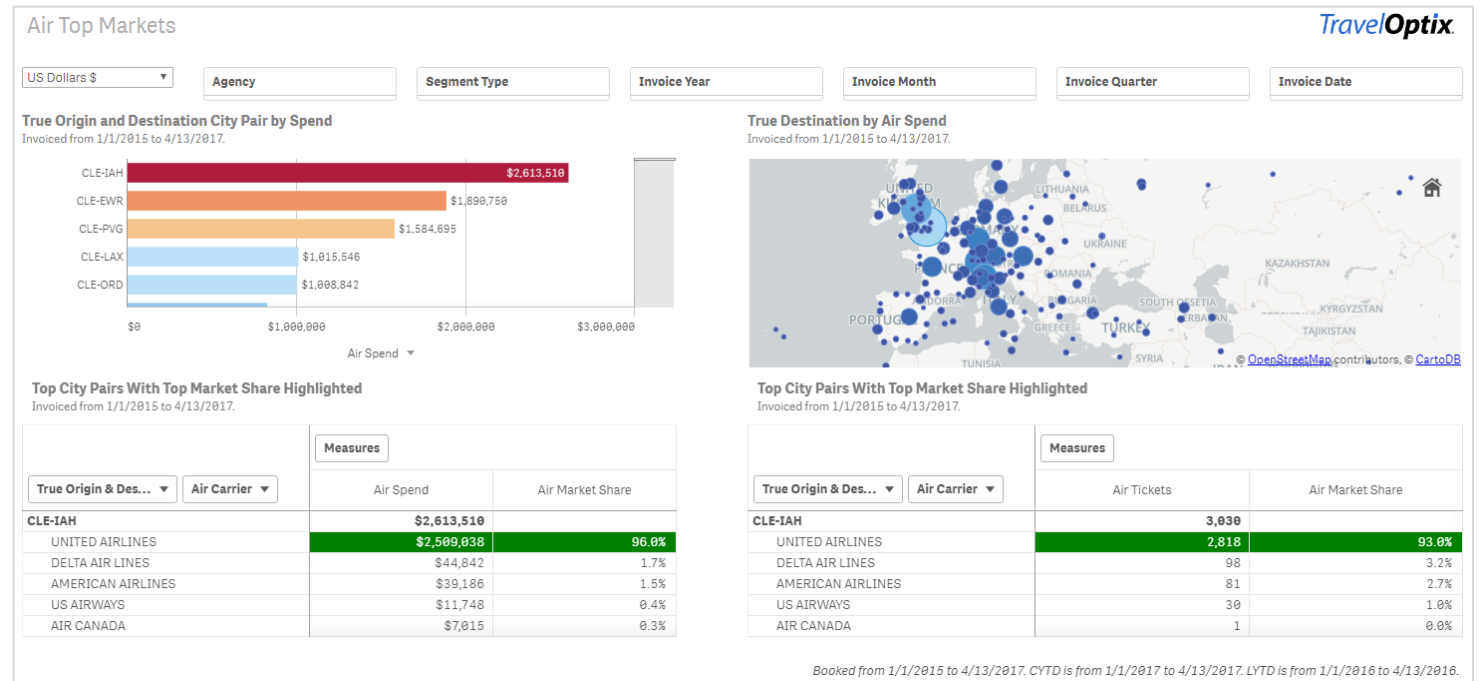 Air Top Markets
TravelOptix.
US Dollars $
Agency
Segment Type
Invoice Year
Invoice Month
Invoice Quarter
Invoice Date
True Origin and Destination City Pair by Spend
Invoiced from 1/1/2015 to 4/13/2017.
CLE-IAH
$2,613,510
CLE-EWR
$1,890,750
CLE-PVG
$1,584,695
CLE-LAX
$1,015,546
CLE-ORD
$1,008,842
$0
$1,000,000
$2,000,000
$3,000,000
Air Spend
True Destination by Air Spend
Invoiced from 1/1/2015 to 4/13/2017.
LITHUANIA
BELARUS
UKRAINE
KAZAKHSTAN
SOUTH OSSETIA
KYRGYZSTAN
TAJIKISTAN
GREECE
TURKEY
SYRIA
TUNISIA
© OpenStreetMap contributors, © CartoDB
Top City Pairs With Top Market Share Highlighted
Invoiced from 1/1/2015 to 4/13/2017.
Measures
True Origin & Des... Air Carrier Air Spend Air Market Share
CLE-IAH $2,613,510
UNITED AIRLINES $2,509,038 96.0%
DELTA AIR LINES $44,842 1.7%
AMERICAN AIRLINES $39,186 1.5%
US AIRWAYS $11,748 0.4%
AIR CANADA $7,015 0.3%
Top City Pairs With Top Market Share Highlighted
Invoiced from 1/1/2015 to 4/13/2017.
Measures
True Origin & Des... Air Carrier Air Tickets Air Market Share
CLE-IAH 3,030
UNITED AIRLINES 2,818 93.0%
DELTA AIR LINES 98 3.2%
AMERICAN AIRLINES 81 2.7%
US AIRWAYS 30 1.0%
AIR CANADA 1 0.0%
Booked from 1/1/2015 to 4/13/2017. CYTD is from 1/1/2017 to 4/13/2017. LYTD is from 1/1/2016 to 4/13/2016.